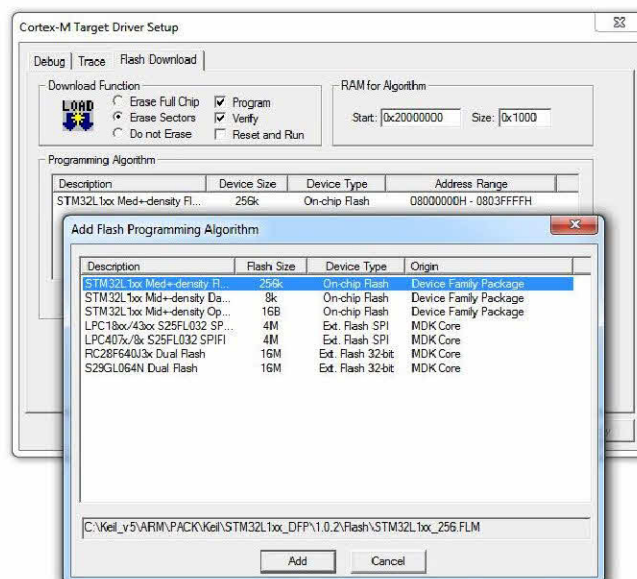 Cortex-M Target Driver Setup
Debug Trace Flash Download
Download Function
LOAD
Erase Full Chip Program
Erase Sectors Verify
Do not Erase Reset and Run
RAM for Algorithm
Start: 0x20000000 Size: 0x1000
Programming Algorithm
Description Device Size Device Type Address Range
STM32L1xx Med+-density Fl... 256k On-chip Flash 08000000H - 0803FFFFH
Add Flash Programming Algorithm
Description Flash Size Device Type Origin
STM32L1xx Med+-density Fl... 256k On-chip Flash Device Family Package
STM32L1xx Mid+-density Da... 8k On-chip Flash Device Family Package
STM32L1xx Mid+-density Op... 16B On-chip Flash Device Family Package
LPC18xx/43xx S25FL032 SP... 4M Ext. Flash SPI MDK Core
LPC407x/8x S25FL032 SPIFI 4M Ext. Flash SPI MDK Core
RC28F640J3x Dual Flash 16M Ext. Flash 32-bit MDK Core
S29GL064N Dual Flash 16M Ext. Flash 32-bit MDK Core
C:\Keil_v5\ARM\PACK\Keil\STM32L1xx_DFP\1.0.2\Flash\STM32L1xx_256.FLM
Add Cancel